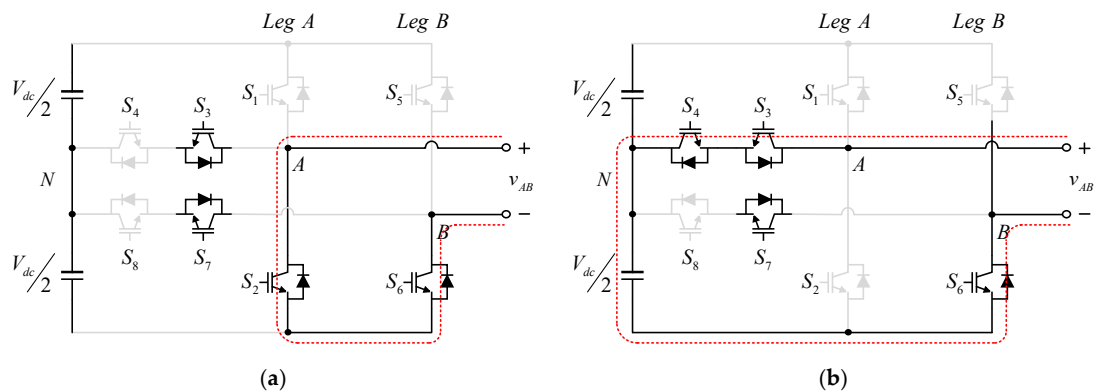 Leg A
Leg B
V_dc/2
S_4
S_3
S_1
S_5
+
A
N
v_AB
−
B
S_8
S_7
V_dc/2
S_2
S_6
(a)
Leg A
Leg B
V_dc/2
S_4
S_3
S_1
S_5
+
A
N
v_AB
−
B
S_8
S_7
V_dc/2
S_2
S_6
(b)